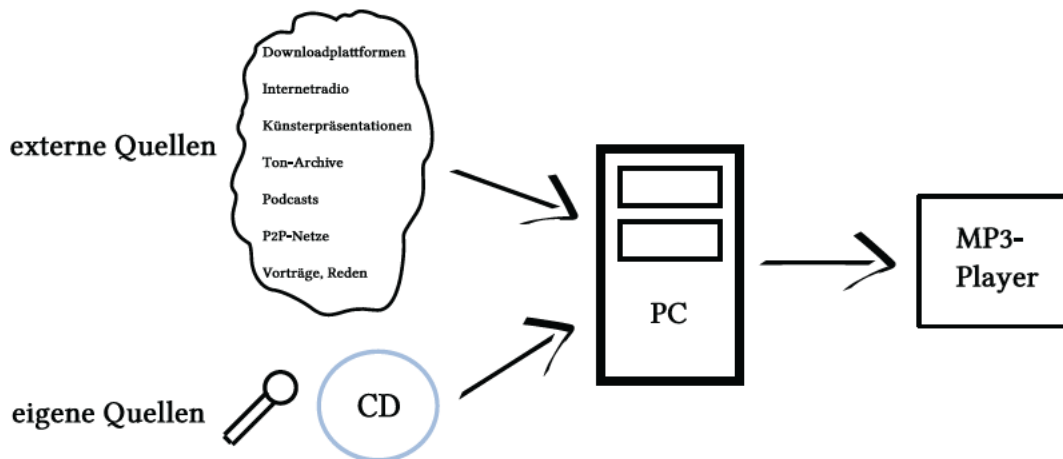 Downloadplattformen
Internetradio
Künsterpräsentationen
externe Quellen
Ton-Archive
Podcasts
P2P-Netze
Vorträge, Reden
PC
MP3-
Player
eigene Quellen
CD